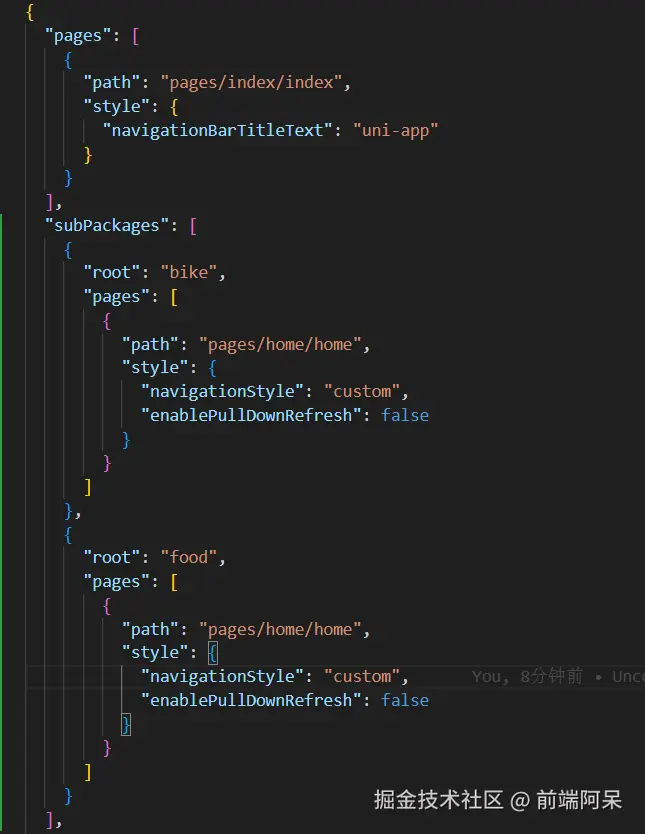 {
  "pages": [
    {
      "path": "pages/index/index",
      "style": {
        "navigationBarTitleText": "uni-app"
      }
    }
  ],
  "subPackages": [
    {
      "root": "bike",
      "pages": [
        {
          "path": "pages/home/home",
          "style": {
            "navigationStyle": "custom",
            "enablePullDownRefresh": false
          }
        }
      ]
    },
    {
      "root": "food",
      "pages": [
        {
          "path": "pages/home/home",
          "style": {
            "navigationStyle": "custom",      You, 8分钟前 • Unco
            "enablePullDownRefresh": false
          }
        }
      ]
    }
  ],
掘金技术社区 @ 前端阿呆